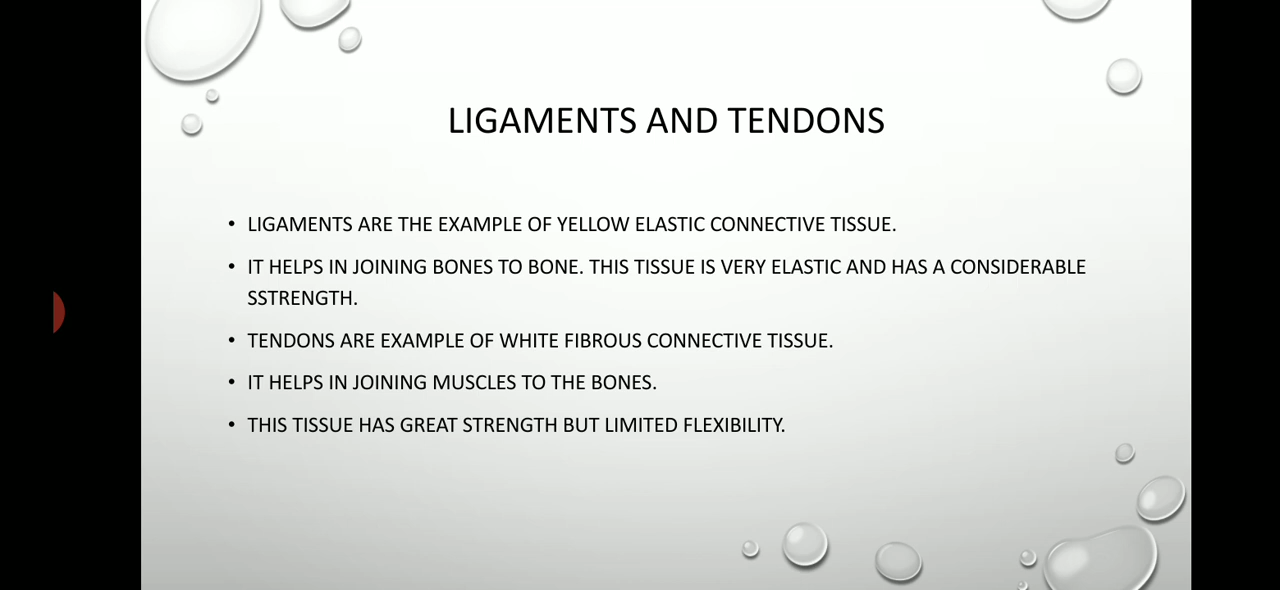 LIGAMENTS AND TENDONS
• LIGAMENTS ARE THE EXAMPLE OF YELLOW ELASTIC CONNECTIVE TISSUE.
• IT HELPS IN JOINING BONES TO BONE. THIS TISSUE IS VERY ELASTIC AND HAS A CONSIDERABLE
SSTRENGTH.
• TENDONS ARE EXAMPLE OF WHITE FIBROUS CONNECTIVE TISSUE.
• IT HELPS IN JOINING MUSCLES TO THE BONES.
• THIS TISSUE HAS GREAT STRENGTH BUT LIMITED FLEXIBILITY.